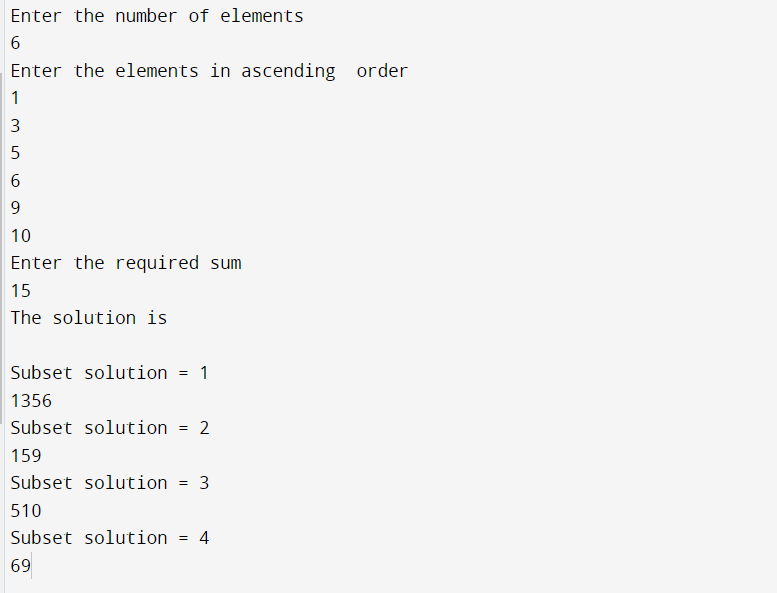 Enter the number of elements
6
Enter the elements in ascending  order
1
3
5
6
9
10
Enter the required sum
15
The solution is

Subset solution = 1
1356
Subset solution = 2
159
Subset solution = 3
510
Subset solution = 4
69